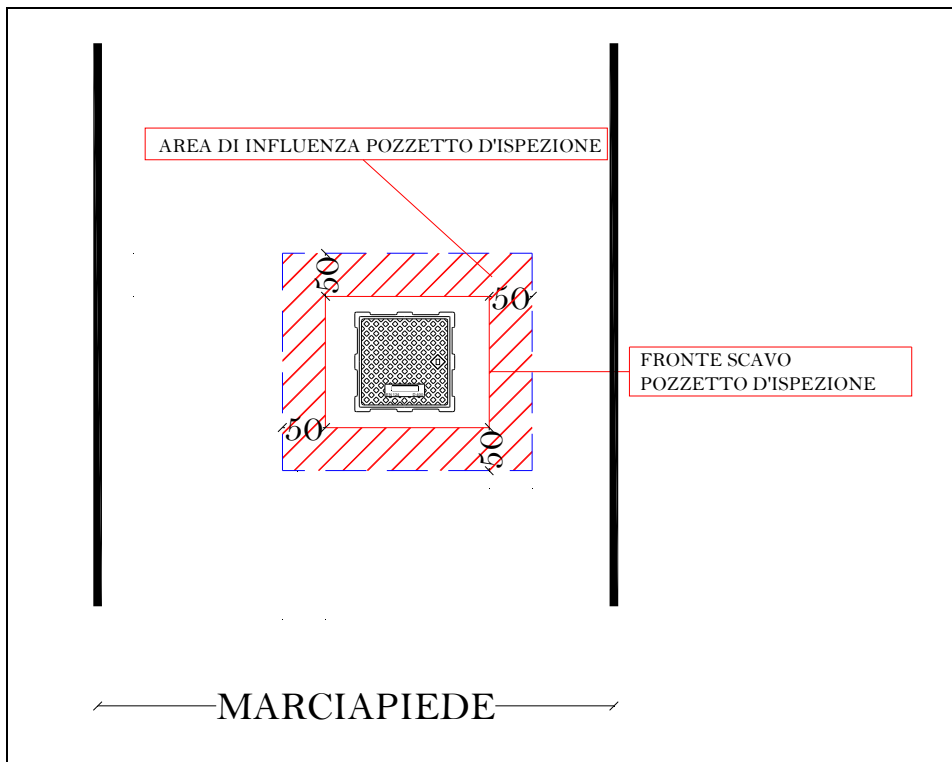 AREA DI INFLUENZA POZZETTO D'ISPEZIONE
50
50
FRONTE SCAVO
POZZETTO D'ISPEZIONE
50
50
MARCIAPIEDE